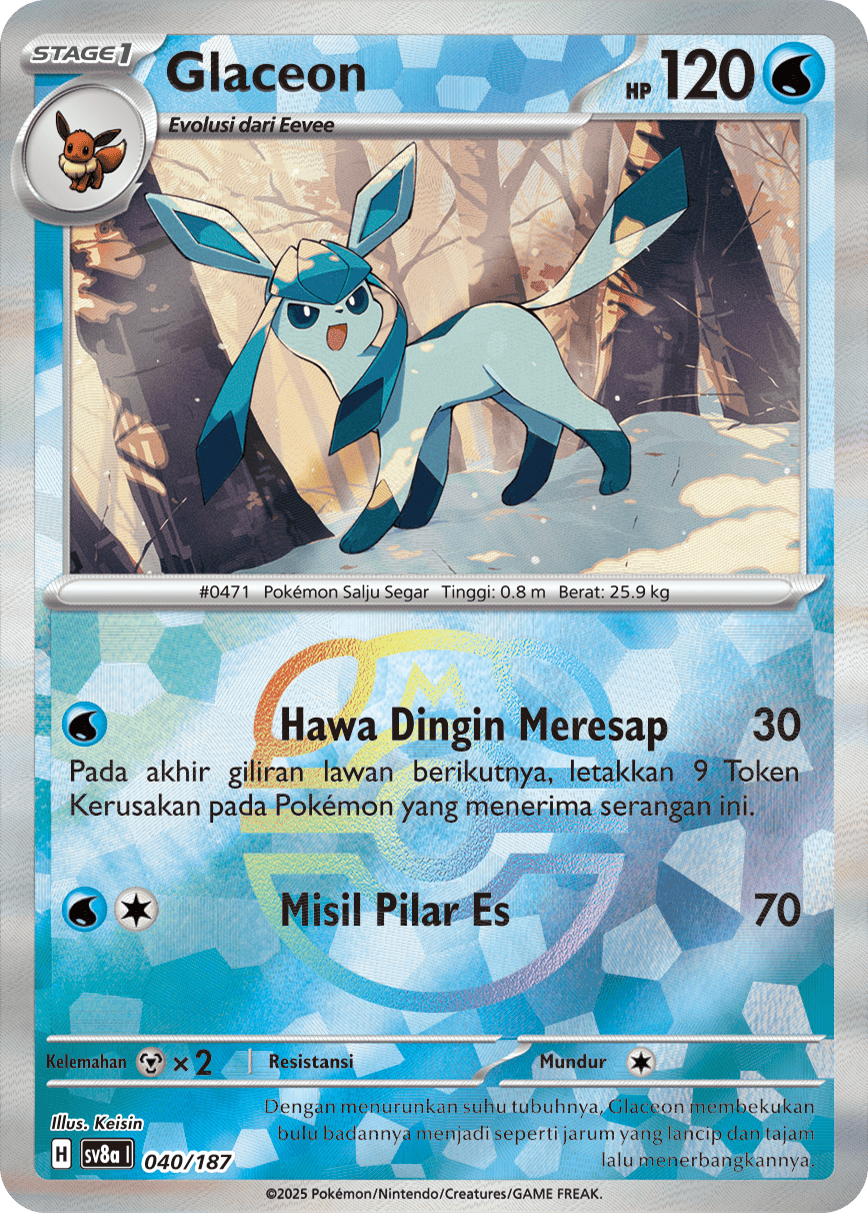 STAGE1
Glaceon
HP 120
Evolusi dari Eevee
#0471 Pokémon Salju Segar Tinggi: 0.8 m Berat: 25.9 kg
M
Hawa Dingin Meresap 30
Pada akhir giliran lawan berikutnya, letakkan 9 Token
Kerusakan pada Pokémon yang menerima serangan ini.
Misil Pilar Es 70
Kelemahan ×2 Resistansi Mundur
Illus. Keisin
H sv8a I 040/187
Dengan menurunkan suhu tubuhnya, Glaceon membekukan
bulu badannya menjadi seperti jarum yang lancip dan tajam
lalu menerbangkannya.
©2025 Pokémon/Nintendo/Creatures/GAME FREAK.